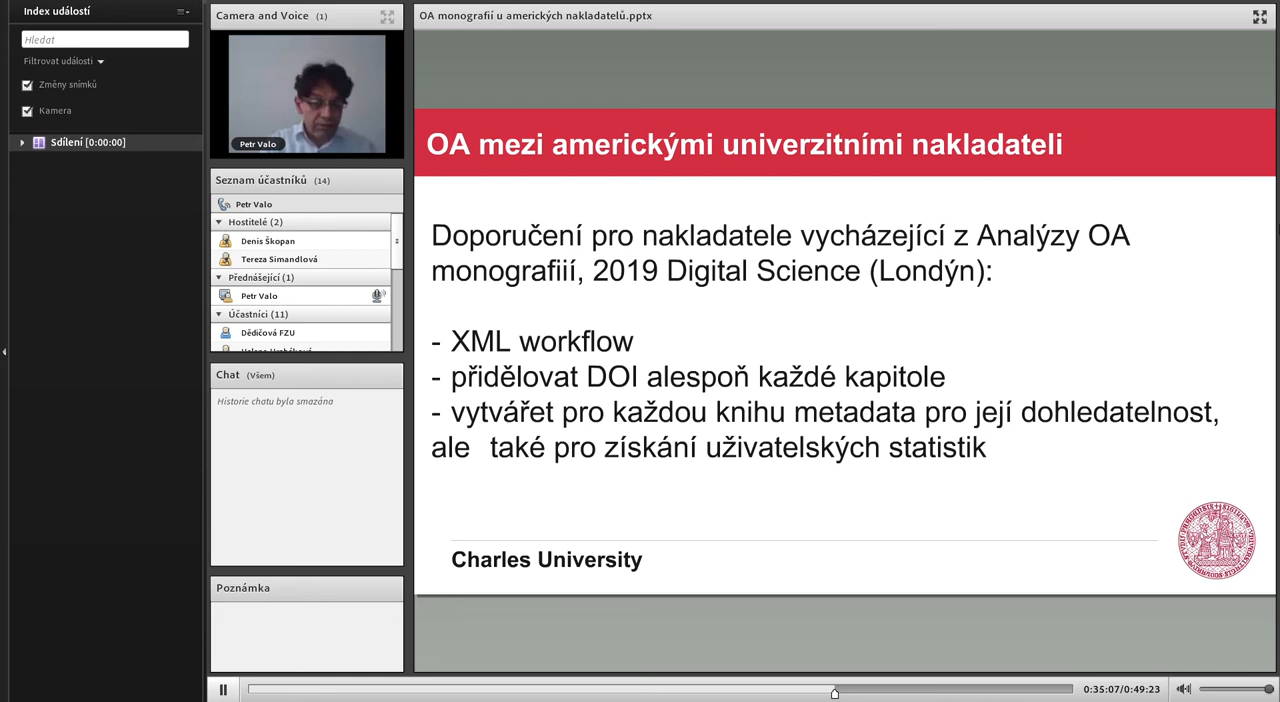 Index událostí
Hledat
Filtrovat události
Změny snímků
Kamera
Sdílení [0:00:00]
Camera and Voice (1)
Petr Valo
Seznam účastníků (14)
Petr Valo
Hostitelé (2)
Denis Škopan
Tereza Simandlová
Přednášející (1)
Petr Valo
Účastníci (11)
Dědičová FZU
Chat (Všem)
Historie chatu byla smazána
Poznámka
OA monografií u amerických nakladatelů.pptx
OA mezi americkými univerzitními nakladateli
Doporučení pro nakladatele vycházející z Analýzy OA
monografiií, 2019 Digital Science (Londýn):
- XML workflow
- přidělovat DOI alespoň každé kapitole
- vytvářet pro každou knihu metadata pro její dohledatelnost,
ale také pro získání uživatelských statistik
Charles University
0:35:07/0:49:23